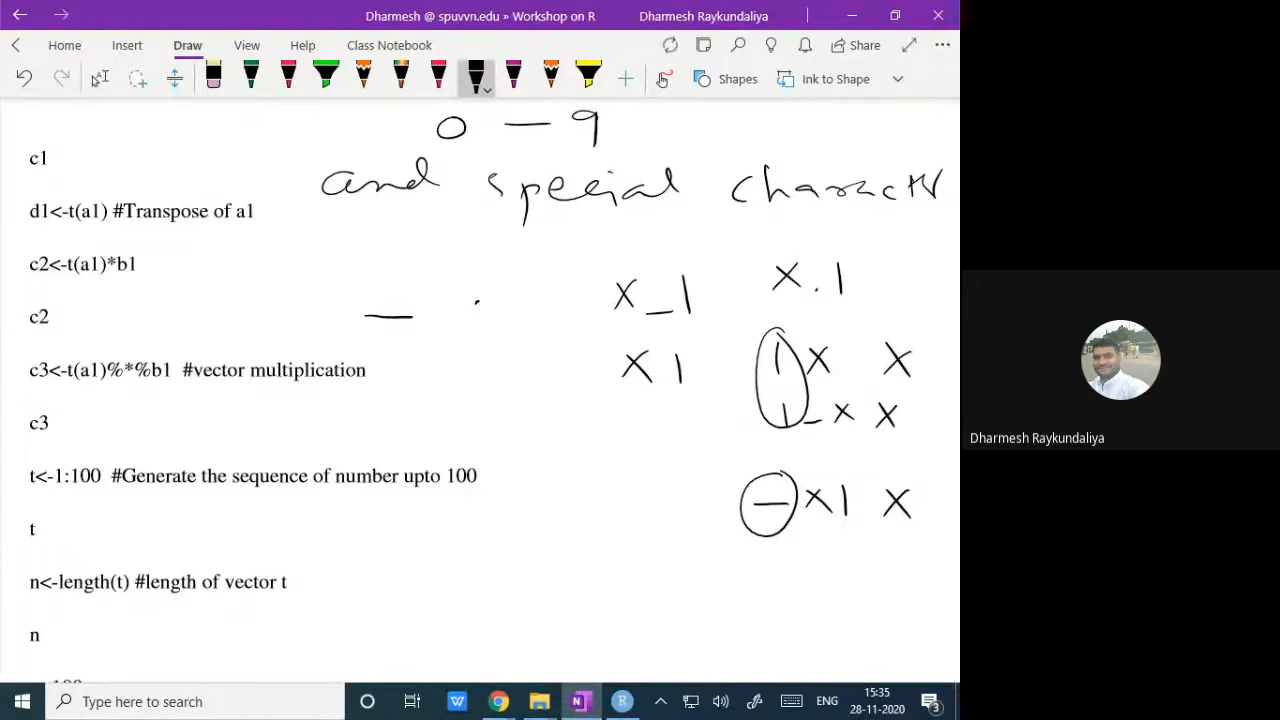 Dharmesh @ spuvvn.edu » Workshop on R
Dharmesh Raykundaliya
Home Insert Draw View Help Class Notebook Share
Shapes Ink to Shape
0 — 9
c1
and special charactr
d1<-t(a1) #Transpose of a1
c2<-t(a1)*b1
x_1 x.1
c2
— .
c3<-t(a1)%*%b1 #vector multiplication
x1 1x x
c3
1_x x
t<-1:100 #Generate the sequence of number upto 100
_x1 x
t
n<-length(t) #length of vector t
n
Dharmesh Raykundaliya
Type here to search
ENG
15:35
28-11-2020
3